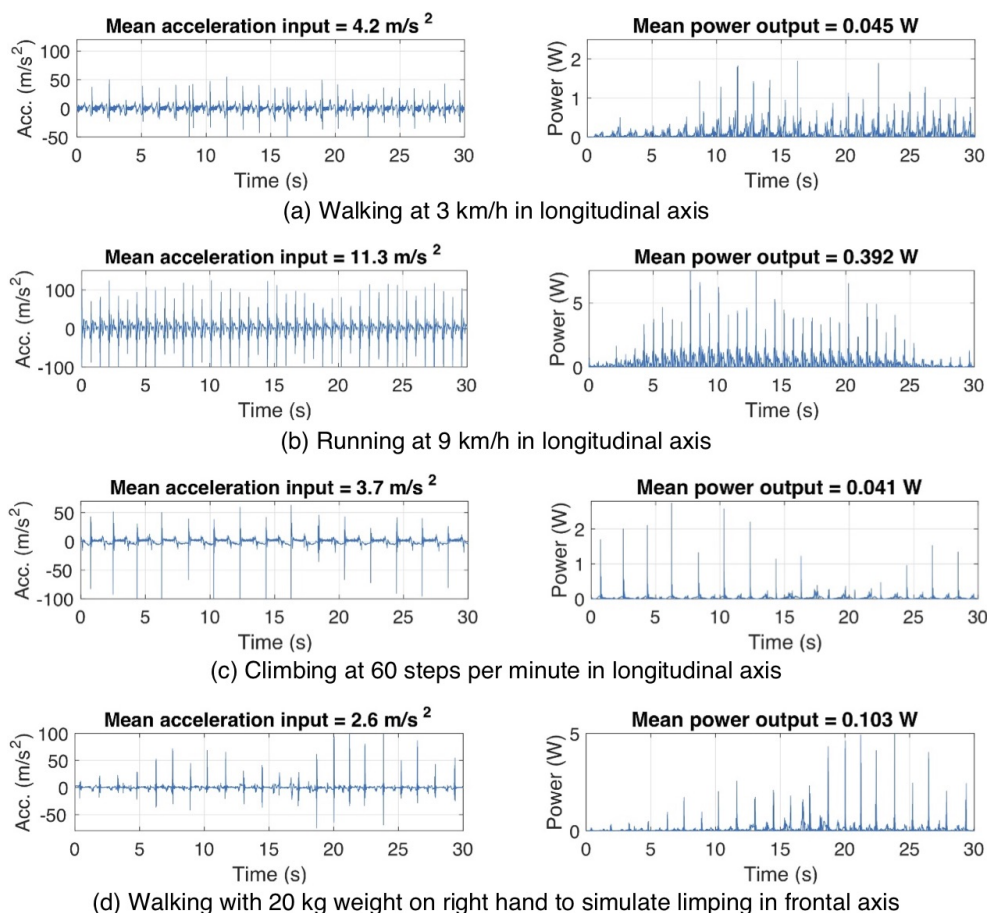 Mean acceleration input = 4.2 m/s²
Mean power output = 0.045 W
Acc. (m/s²)
100
50
0
-50
0 5 10 15 20 25 30
Time (s)
Power (W)
2
1
0
0 5 10 15 20 25 30
Time (s)
(a) Walking at 3 km/h in longitudinal axis
Mean acceleration input = 11.3 m/s²
Mean power output = 0.392 W
Acc. (m/s²)
100
0
-100
0 5 10 15 20 25 30
Time (s)
Power (W)
5
0
0 5 10 15 20 25 30
Time (s)
(b) Running at 9 km/h in longitudinal axis
Mean acceleration input = 3.7 m/s²
Mean power output = 0.041 W
Acc. (m/s²)
50
0
-50
-100
0 5 10 15 20 25 30
Time (s)
Power (W)
2
1
0
0 5 10 15 20 25 30
Time (s)
(c) Climbing at 60 steps per minute in longitudinal axis
Mean acceleration input = 2.6 m/s²
Mean power output = 0.103 W
Acc. (m/s²)
100
50
0
-50
0 5 10 15 20 25 30
Time (s)
Power (W)
5
0
0 5 10 15 20 25 30
Time (s)
(d) Walking with 20 kg weight on right hand to simulate limping in frontal axis